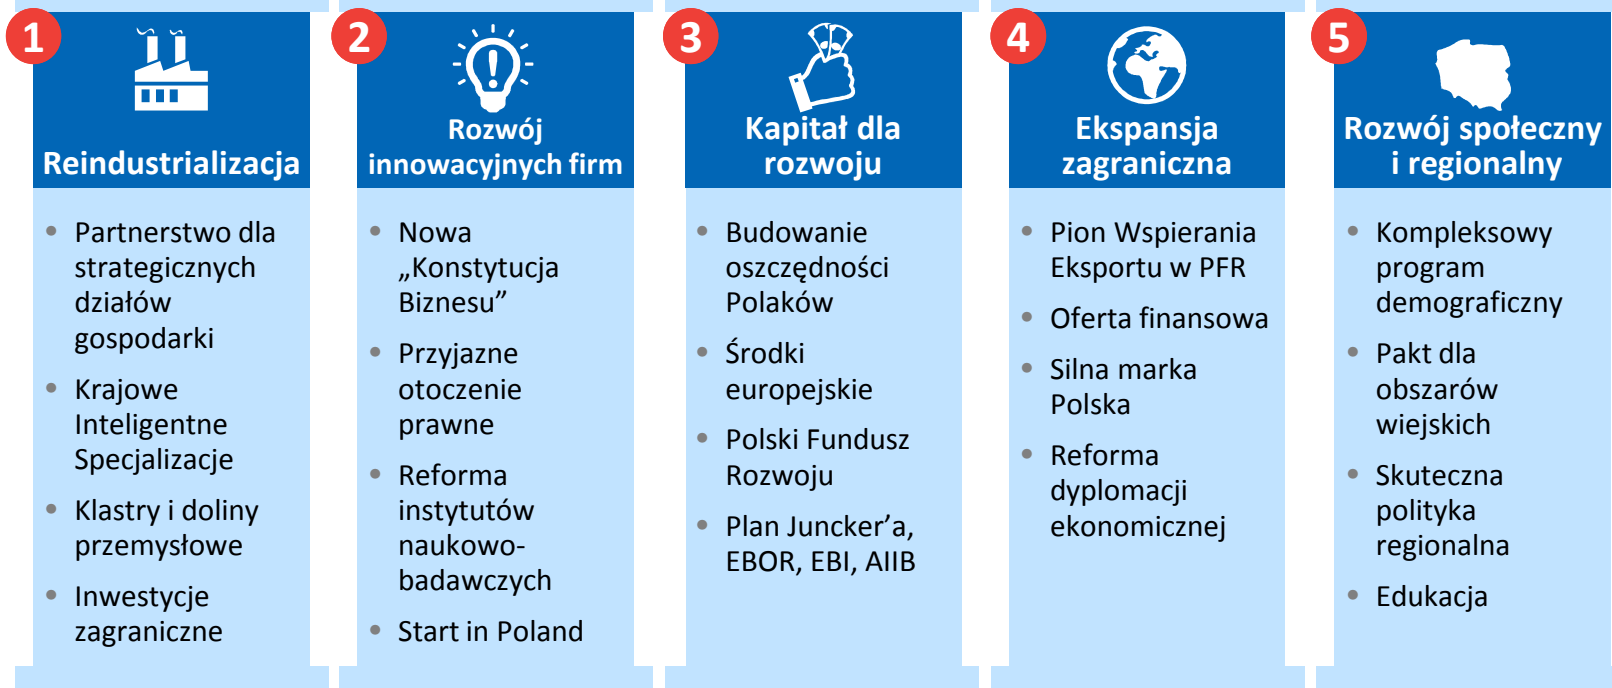 1
Reindustrializacja
• Partnerstwo dla
strategicznych
działów
gospodarki
• Krajowe
Inteligentne
Specjalizacje
• Klastry i doliny
przemysłowe
• Inwestycje
zagraniczne
2
Rozwój
innowacyjnych firm
• Nowa
„Konstytucja
Biznesu”
• Przyjazne
otoczenie
prawne
• Reforma
instytutów
naukowo-
badawczych
• Start in Poland
3
Kapitał dla
rozwoju
• Budowanie
oszczędności
Polaków
• Środki
europejskie
• Polski Fundusz
Rozwoju
• Plan Juncker’a,
EBOR, EBI, AIIB
4
Ekspansja
zagraniczna
• Pion Wspierania
Eksportu w PFR
• Oferta finansowa
• Silna marka
Polska
• Reforma
dyplomacji
ekonomicznej
5
Rozwój społeczny
i regionalny
• Kompleksowy
program
demograficzny
• Pakt dla
obszarów
wiejskich
• Skuteczna
polityka
regionalna
• Edukacja